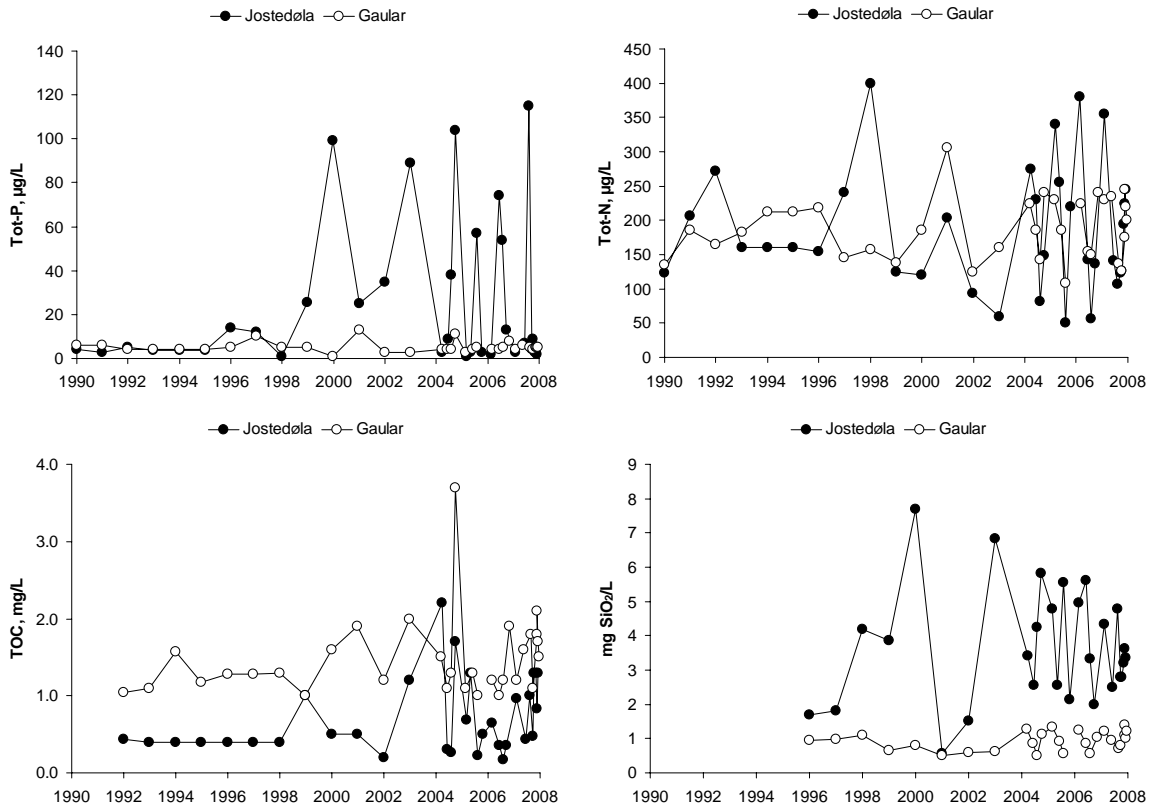 Jostedøla Gaular
140
120
100
80
60
40
20
0
Tot-P, µg/L
1990 1992 1994 1996 1998 2000 2002 2004 2006 2008
Jostedøla Gaular
450
400
350
300
250
200
150
100
50
0
Tot-N, µg/L
1990 1992 1994 1996 1998 2000 2002 2004 2006 2008
Jostedøla Gaular
4.0
3.0
2.0
1.0
0.0
TOC, mg/L
1990 1992 1994 1996 1998 2000 2002 2004 2006 2008
Jostedøla Gaular
9
8
7
6
5
4
3
2
1
0
mg SiO₂/L
1990 1992 1994 1996 1998 2000 2002 2004 2006 2008